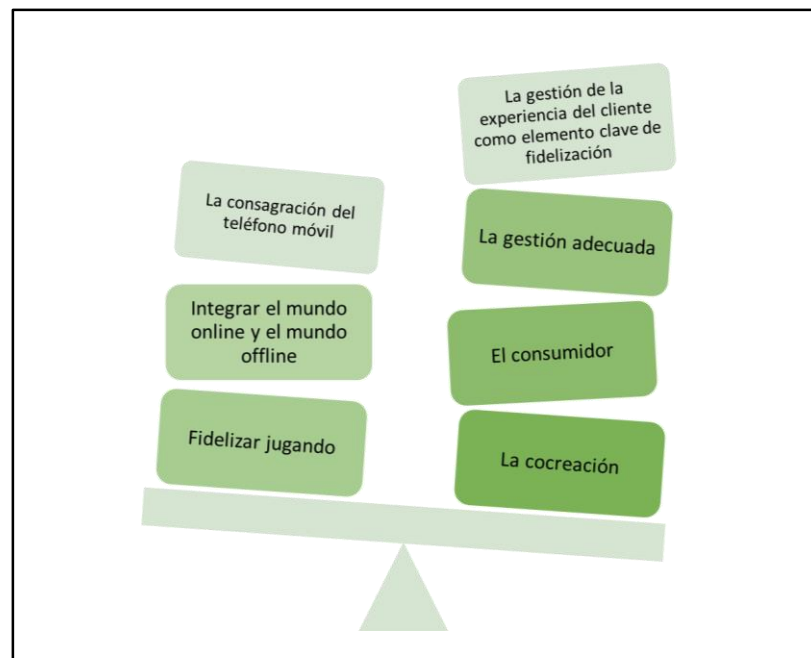 La consagración del
teléfono móvil
Integrar el mundo
online y el mundo
offline
Fidelizar jugando
La gestión de la
experiencia del cliente
como elemento clave de
fidelización
La gestión adecuada
El consumidor
La cocreación